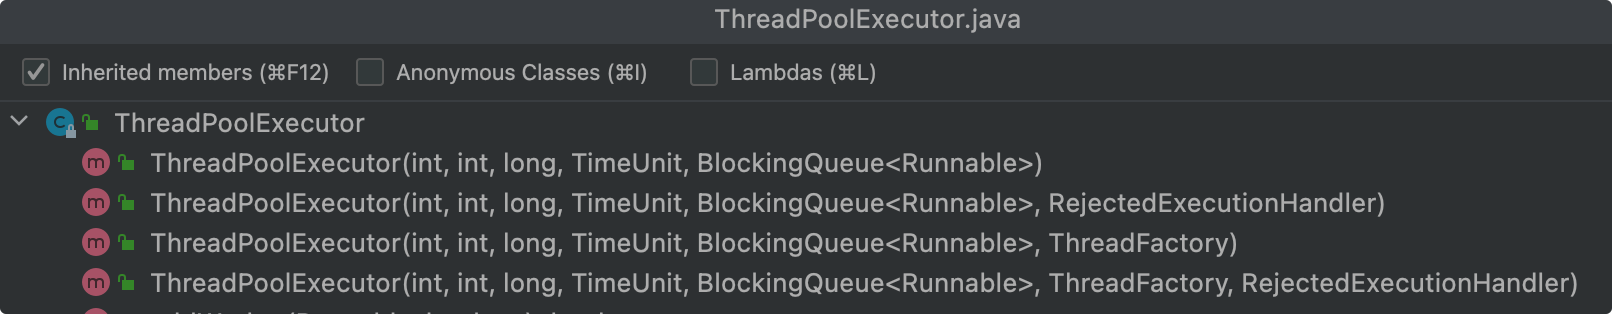 ThreadPoolExecutor.java
Inherited members (⌘F12) Anonymous Classes (⌘I) Lambdas (⌘L)
ThreadPoolExecutor
ThreadPoolExecutor(int, int, long, TimeUnit, BlockingQueue<Runnable>)
ThreadPoolExecutor(int, int, long, TimeUnit, BlockingQueue<Runnable>, RejectedExecutionHandler)
ThreadPoolExecutor(int, int, long, TimeUnit, BlockingQueue<Runnable>, ThreadFactory)
ThreadPoolExecutor(int, int, long, TimeUnit, BlockingQueue<Runnable>, ThreadFactory, RejectedExecutionHandler)